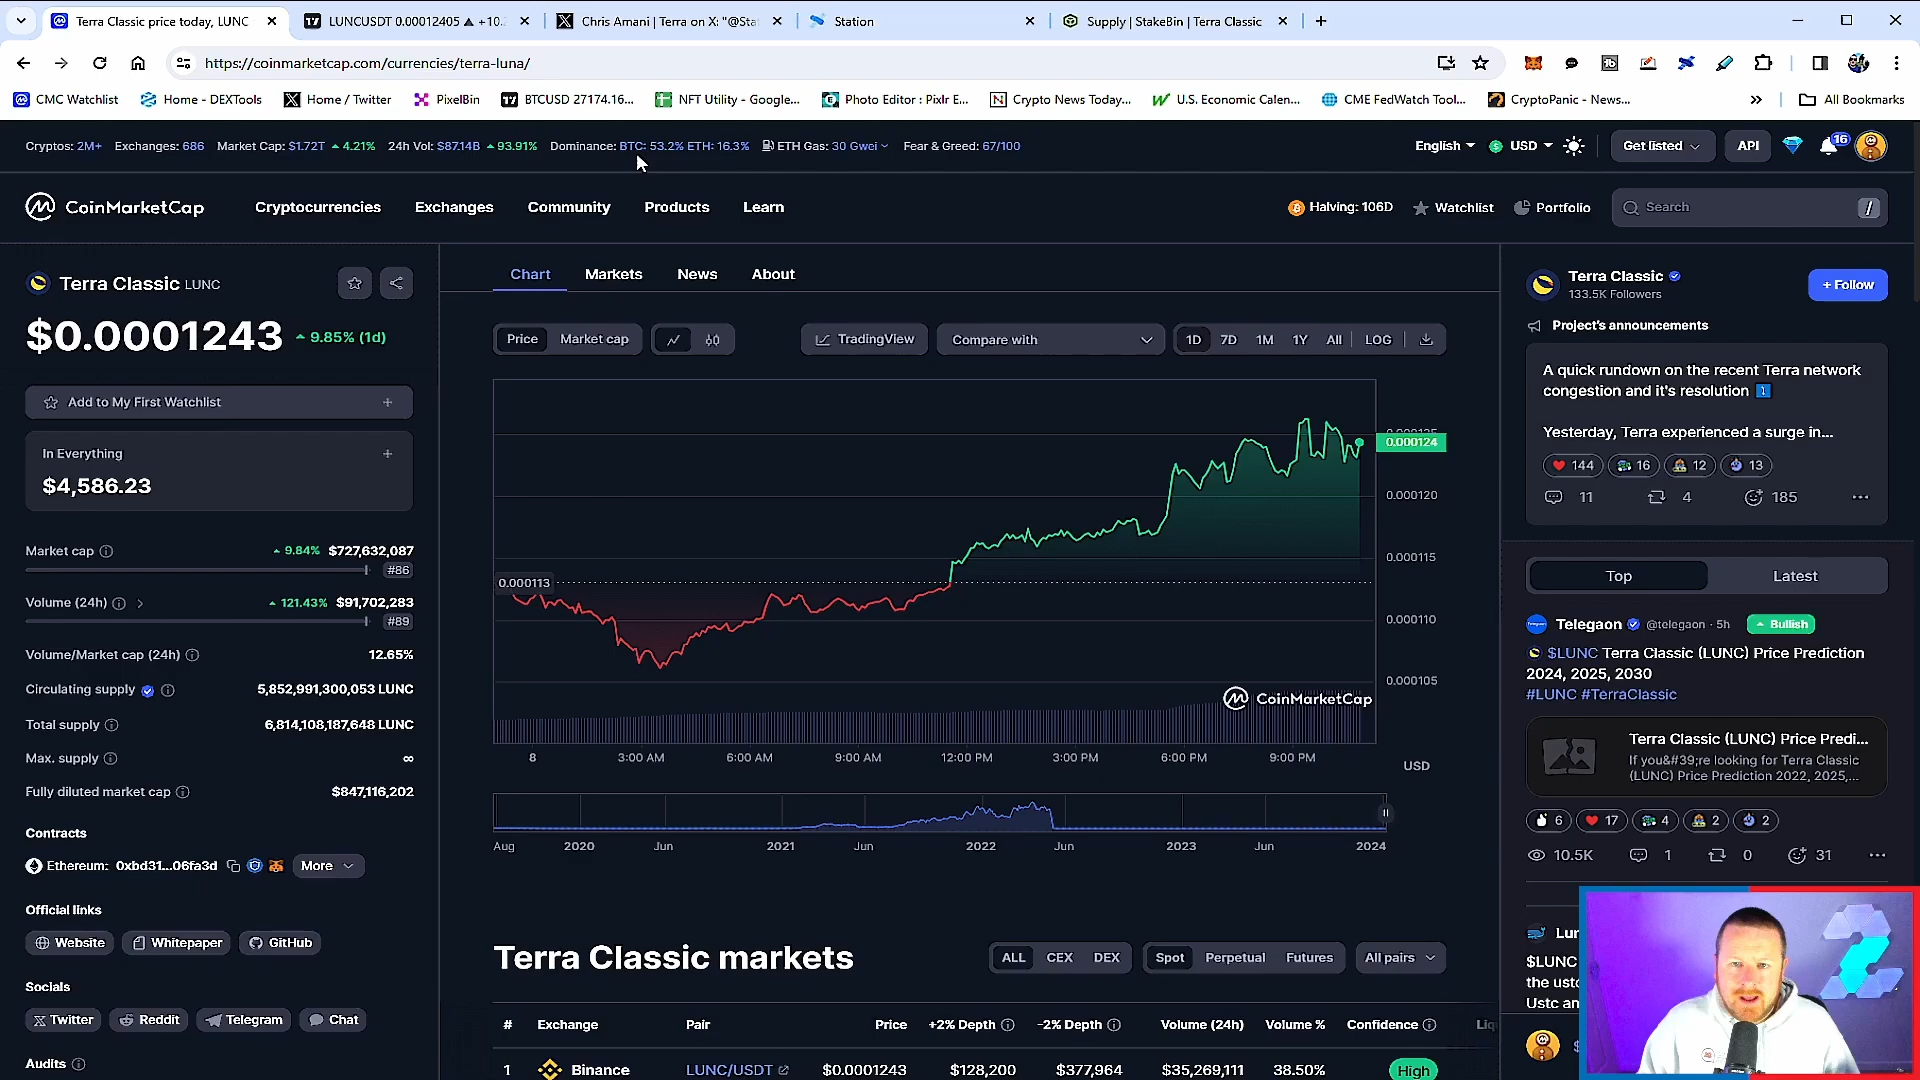 Terra Classic price today, LUNC
LUNCUSDT 0.00012405 ▲ +10.
Chris Amani | Terra on X: "@Sta
Station
Supply | StakeBin | Terra Classic
https://coinmarketcap.com/currencies/terra-luna/
CMC Watchlist
Home - DEXTools
Home / Twitter
PixelBin
BTCUSD 27174.16...
NFT Utility - Google...
Photo Editor : Pixlr E...
Crypto News Today...
U.S. Economic Calen...
CME FedWatch Tool...
CryptoPanic - News...
All Bookmarks
Cryptos: 2M+ Exchanges: 686 Market Cap: $1.72T 4.21% 24h Vol: $87.14B 93.91% Dominance: BTC: 53.2% ETH: 16.3% ETH Gas: 30 Gwei Fear & Greed: 67/100
English USD Get listed API 16
CoinMarketCap
Cryptocurrencies Exchanges Community Products Learn
Halving: 106D Watchlist Portfolio Search /
Terra Classic LUNC
$0.0001243 9.85% (1d)
Add to My First Watchlist +
In Everything +
$4,586.23
Market cap 9.84% $727,632,087
#86
Volume (24h) 121.43% $91,702,283
#89
Volume/Market cap (24h) 12.65%
Circulating supply 5,852,991,300,053 LUNC
Total supply 6,814,108,187,648 LUNC
Max. supply ∞
Fully diluted market cap $847,116,202
Contracts
Ethereum: 0xbd31...06fa3d More
Official links
Website Whitepaper GitHub
Socials
Twitter Reddit Telegram Chat
Audits
Chart Markets News About
Price Market cap TradingView Compare with 1D 7D 1M 1Y All LOG
0.000125
0.000124
0.000120
0.000115
0.000113
0.000110
0.000105
CoinMarketCap
8 3:00 AM 6:00 AM 9:00 AM 12:00 PM 3:00 PM 6:00 PM 9:00 PM
USD
Aug 2020 Jun 2021 Jun 2022 Jun 2023 Jun 2024
Terra Classic markets
ALL CEX DEX Spot Perpetual Futures All pairs
# Exchange Pair Price +2% Depth -2% Depth Volume (24h) Volume % Confidence Liq
1 Binance LUNC/USDT $0.0001243 $128,200 $377,964 $35,269,111 38.50% High
Terra Classic
133.5K Followers
+ Follow
Project's announcements
A quick rundown on the recent Terra network
congestion and it's resolution
Yesterday, Terra experienced a surge in...
144 16 12 13
11 4 185
Top Latest
Telegaon @telegaon · 5h Bullish
$LUNC Terra Classic (LUNC) Price Prediction
2024, 2025, 2030
#LUNC #TerraClassic
Terra Classic (LUNC) Price Predi...
If you&#39;re looking for Terra Classic
(LUNC) Price Prediction 2022, 2025,...
6 17 4 2 2
10.5K 1 0 31
Lun
$LUNC
the ustc
Ustc an